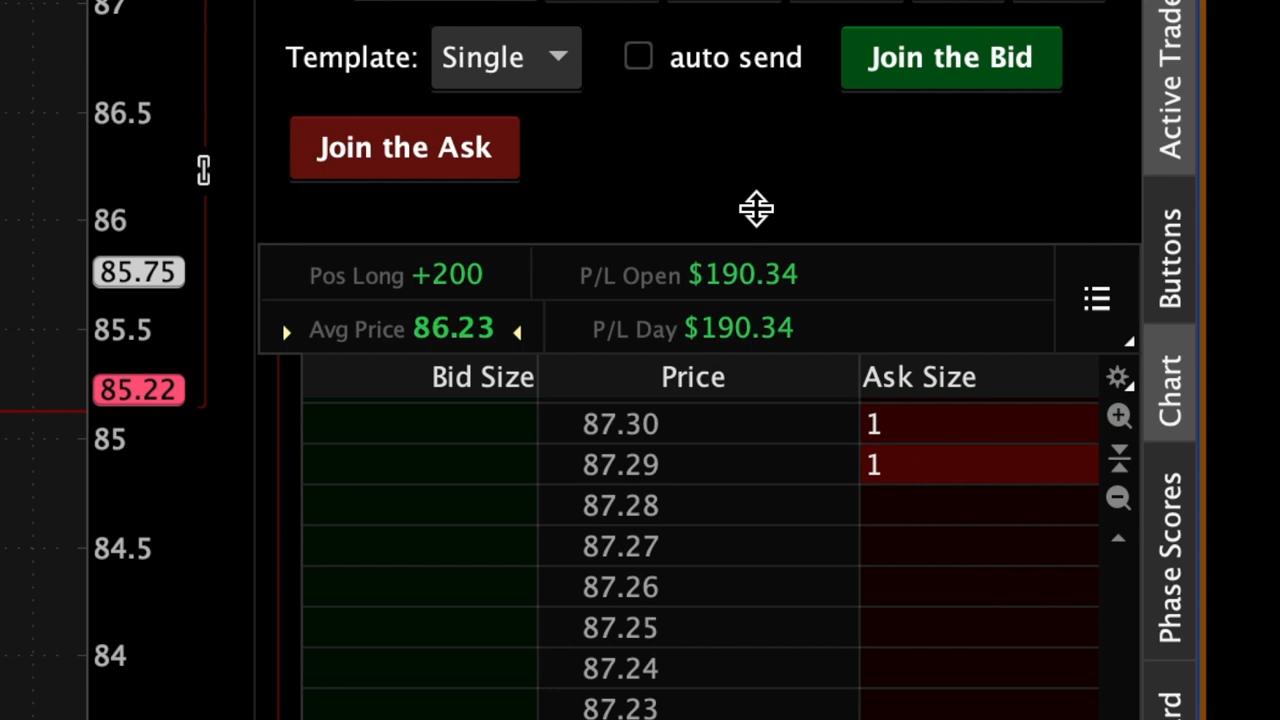 87
86.5
86
85.75
85.5
85.22
85
84.5
84
Template: Single auto send Join the Bid
Join the Ask
Pos Long +200 P/L Open $190.34
Avg Price 86.23 P/L Day $190.34
Bid Size Price Ask Size
87.30 1
87.29 1
87.28
87.27
87.26
87.25
87.24
87.23
Active Trade
Buttons
Chart
Phase Scores
rd